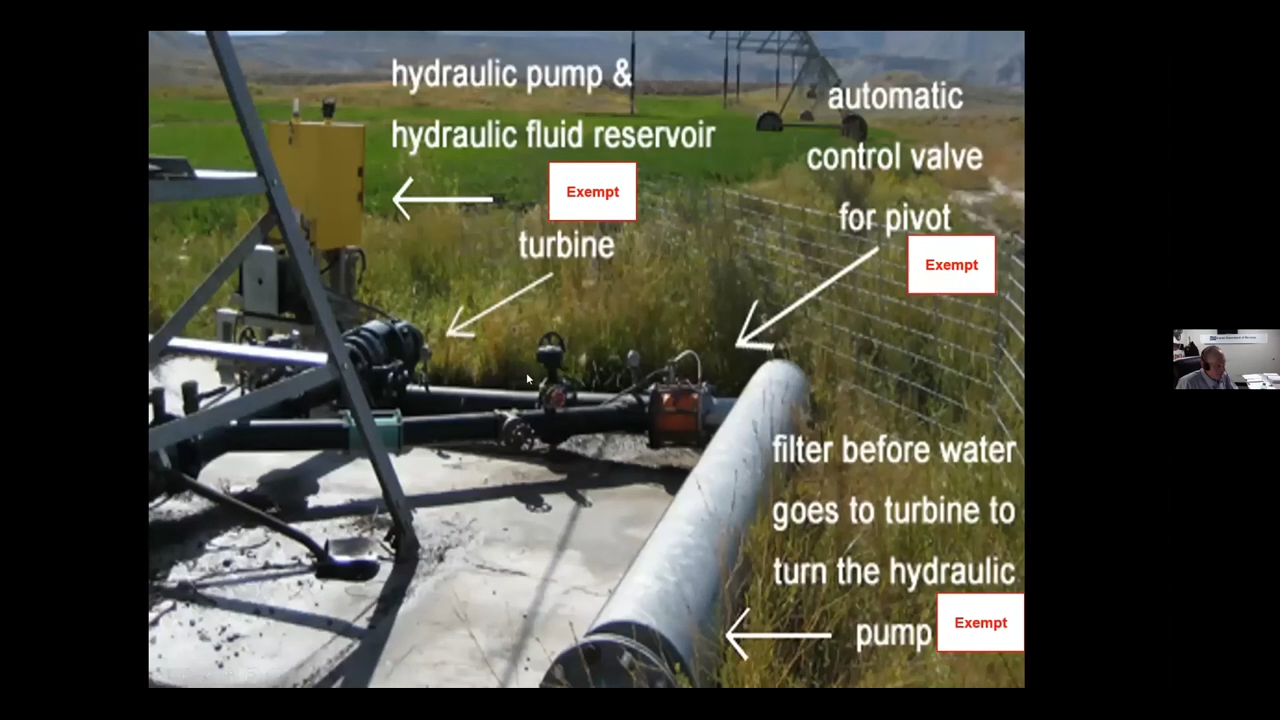 hydraulic pump &
hydraulic fluid reservoir
Exempt
turbine
automatic
control valve
for pivot
Exempt
filter before water
goes to turbine to
turn the hydraulic
pump
Exempt